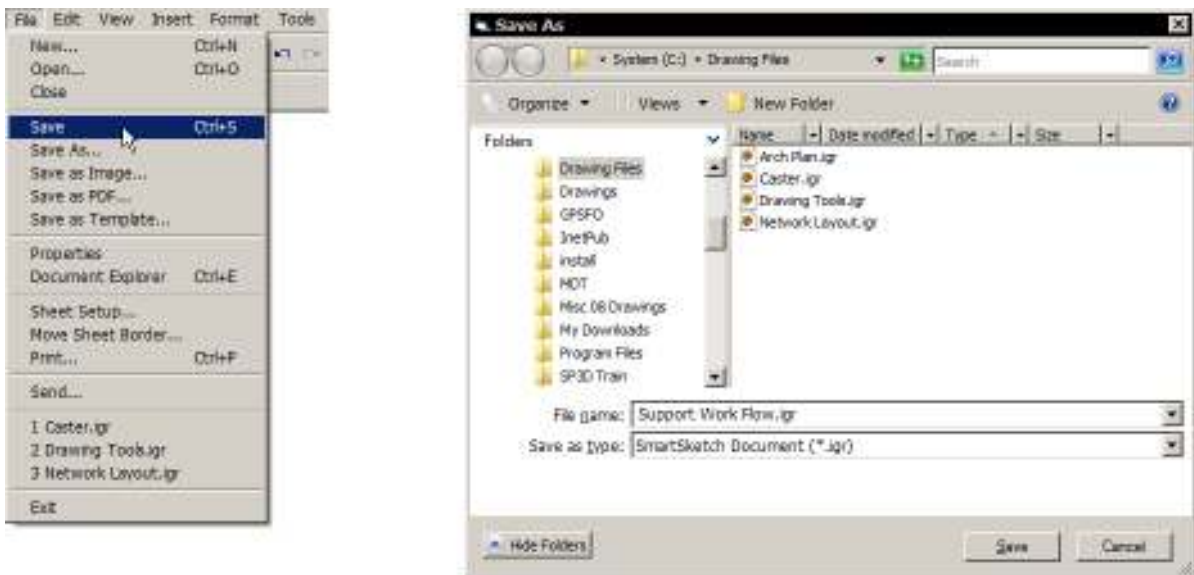 File Edit View Insert Format Tools
New... Ctrl+N
Open... Ctrl+O
Close
Save Ctrl+S
Save As...
Save as Image...
Save as PDF...
Save as Template...
Properties
Document Explorer Ctrl+E
Sheet Setup...
Move Sheet Border...
Print... Ctrl+P
Send...
1 Caster.igr
2 Drawing Tools.igr
3 Network Layout.igr
Exit
Save As
System (C:) Drawing Files Search
Organize Views New Folder
Folders
Drawing Files
Drawings
GPSFO
InetPub
install
MDT
Misc 08 Drawings
My Downloads
Program Files
SP3D Train
Name Date modified Type Size
Arch Plan.igr
Caster.igr
Drawing Tools.igr
Network Layout.igr
File name: Support Work Flow.igr
Save as type: SmartSketch Document (*.igr)
Hide Folders Save Cancel